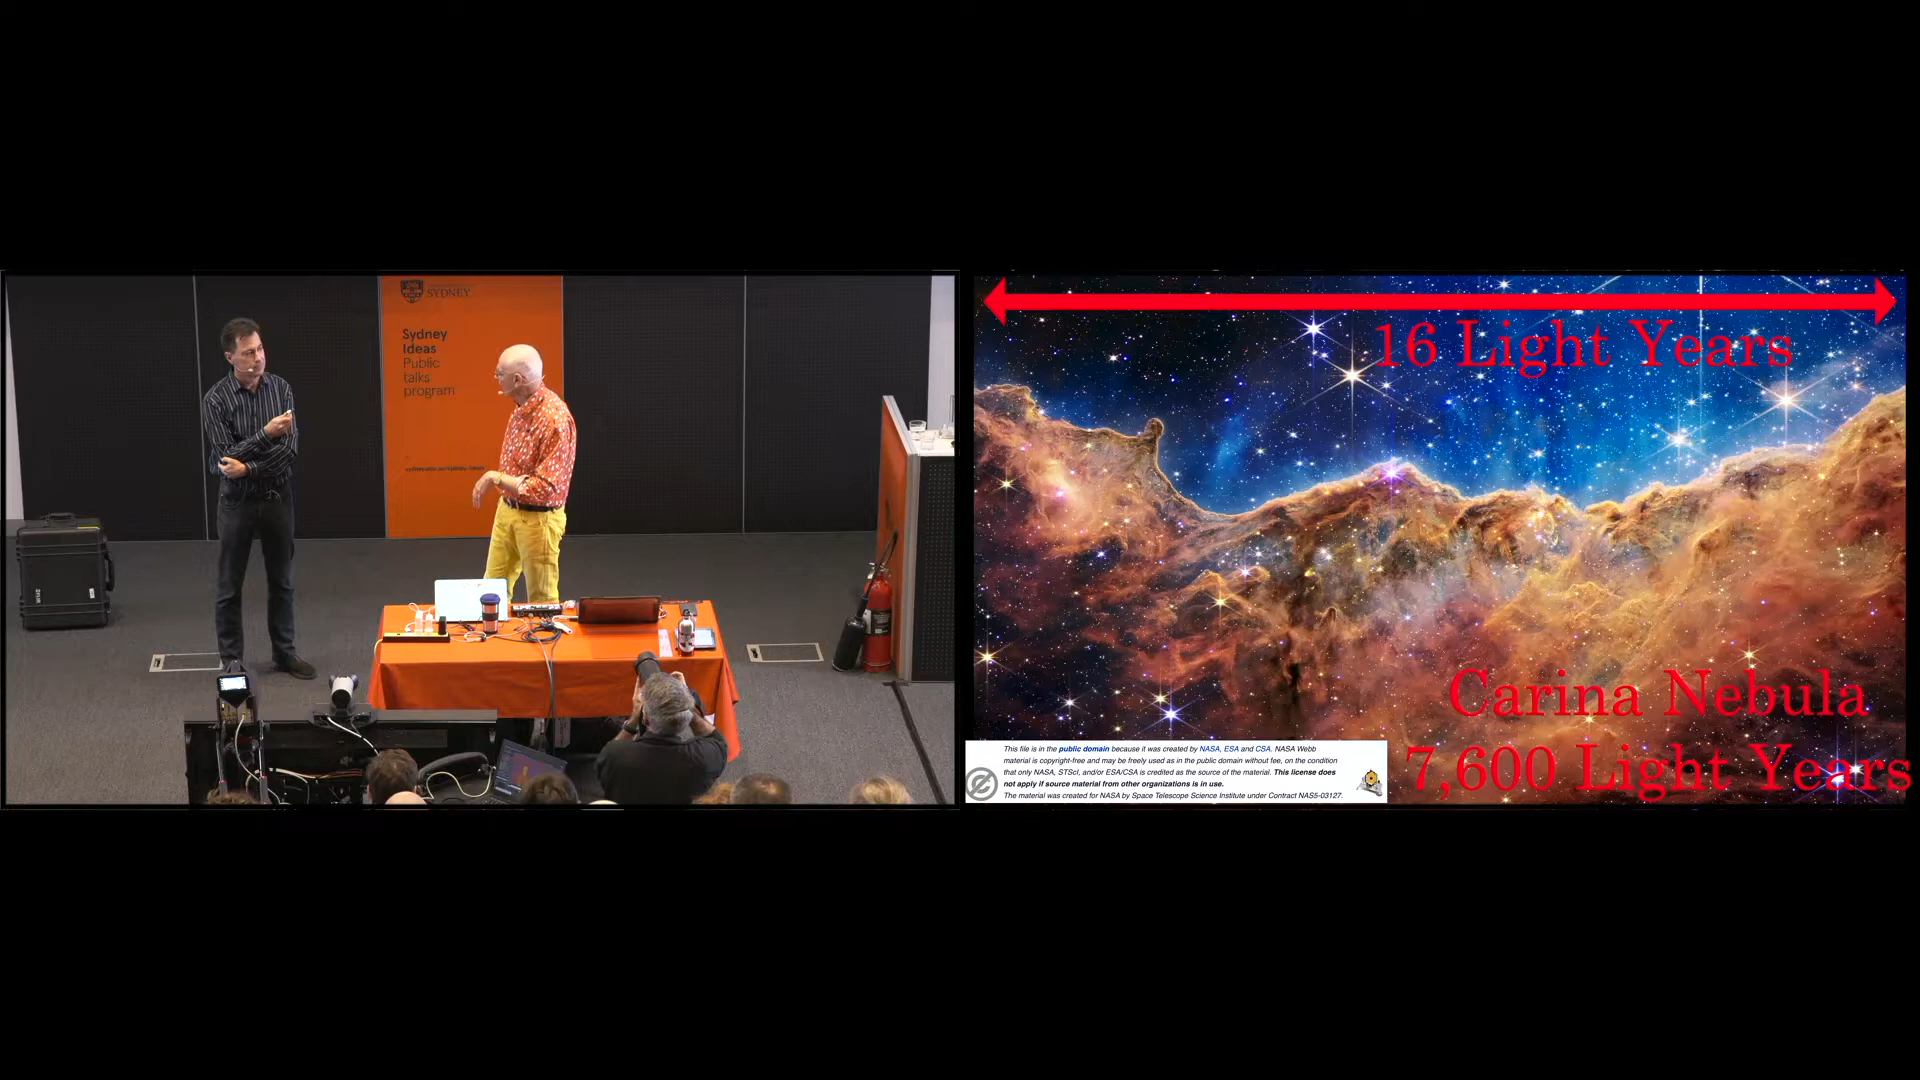 SYDNEY
Sydney
Ideas
Public
talks
program
16 Light Years
Carina Nebula
7,600 Light Years
This file is in the public domain because it was created by NASA, ESA and CSA. NASA Webb
material is copyright-free and may be freely used as in the public domain without fee, on the condition
that only NASA, STScI, and/or ESA/CSA is credited as the source of the material. This license does
not apply if source material from other organizations is in use.
The material was created for NASA by Space Telescope Science Institute under Contract NAS5-03127.